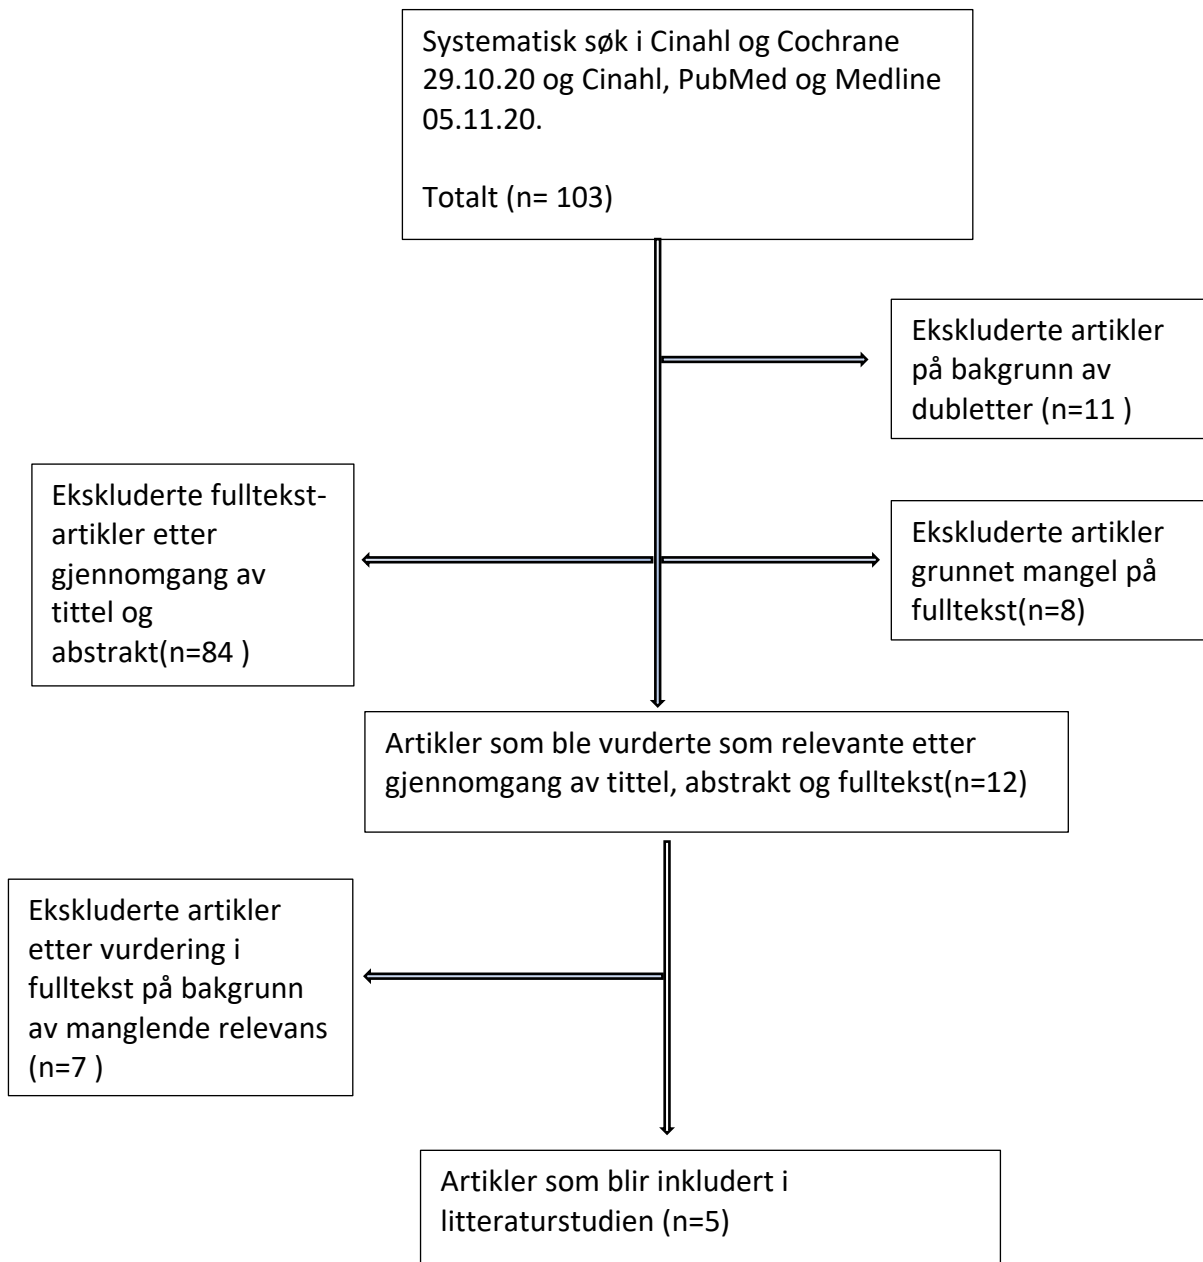 Systematisk søk i Cinahl og Cochrane
29.10.20 og Cinahl, PubMed og Medline
05.11.20.
Totalt (n= 103)
Ekskluderte artikler
på bakgrunn av
dubletter (n=11 )
Ekskluderte fulltekst-
artikler etter
gjennomgang av
tittel og
abstrakt(n=84 )
Ekskluderte artikler
grunnet mangel på
fulltekst(n=8)
Artikler som ble vurderte som relevante etter
gjennomgang av tittel, abstrakt og fulltekst(n=12)
Ekskluderte artikler
etter vurdering i
fulltekst på bakgrunn
av manglende relevans
(n=7 )
Artikler som blir inkludert i
litteraturstudien (n=5)